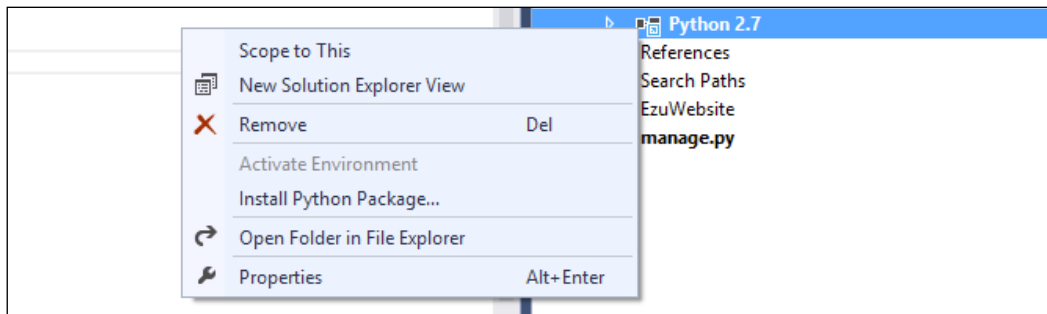 Python 2.7
References
Search Paths
EzuWebsite
manage.py
Scope to This
New Solution Explorer View
Remove Del
Activate Environment
Install Python Package...
Open Folder in File Explorer
Properties Alt+Enter